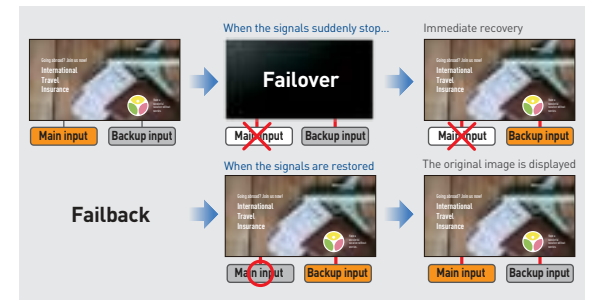 When the signals suddenly stop...
Immediate recovery
Going abroad? Join us now!
International
Travel
Insurance
Failover
Going abroad? Join us now!
International
Travel
Insurance
Main input
Backup input
Main input
Backup input
Main input
Backup input
When the signals are restored
The original image is displayed
Failback
Going abroad? Join us now!
International
Travel
Insurance
Going abroad? Join us now!
International
Travel
Insurance
Main input
Backup input
Main input
Backup input